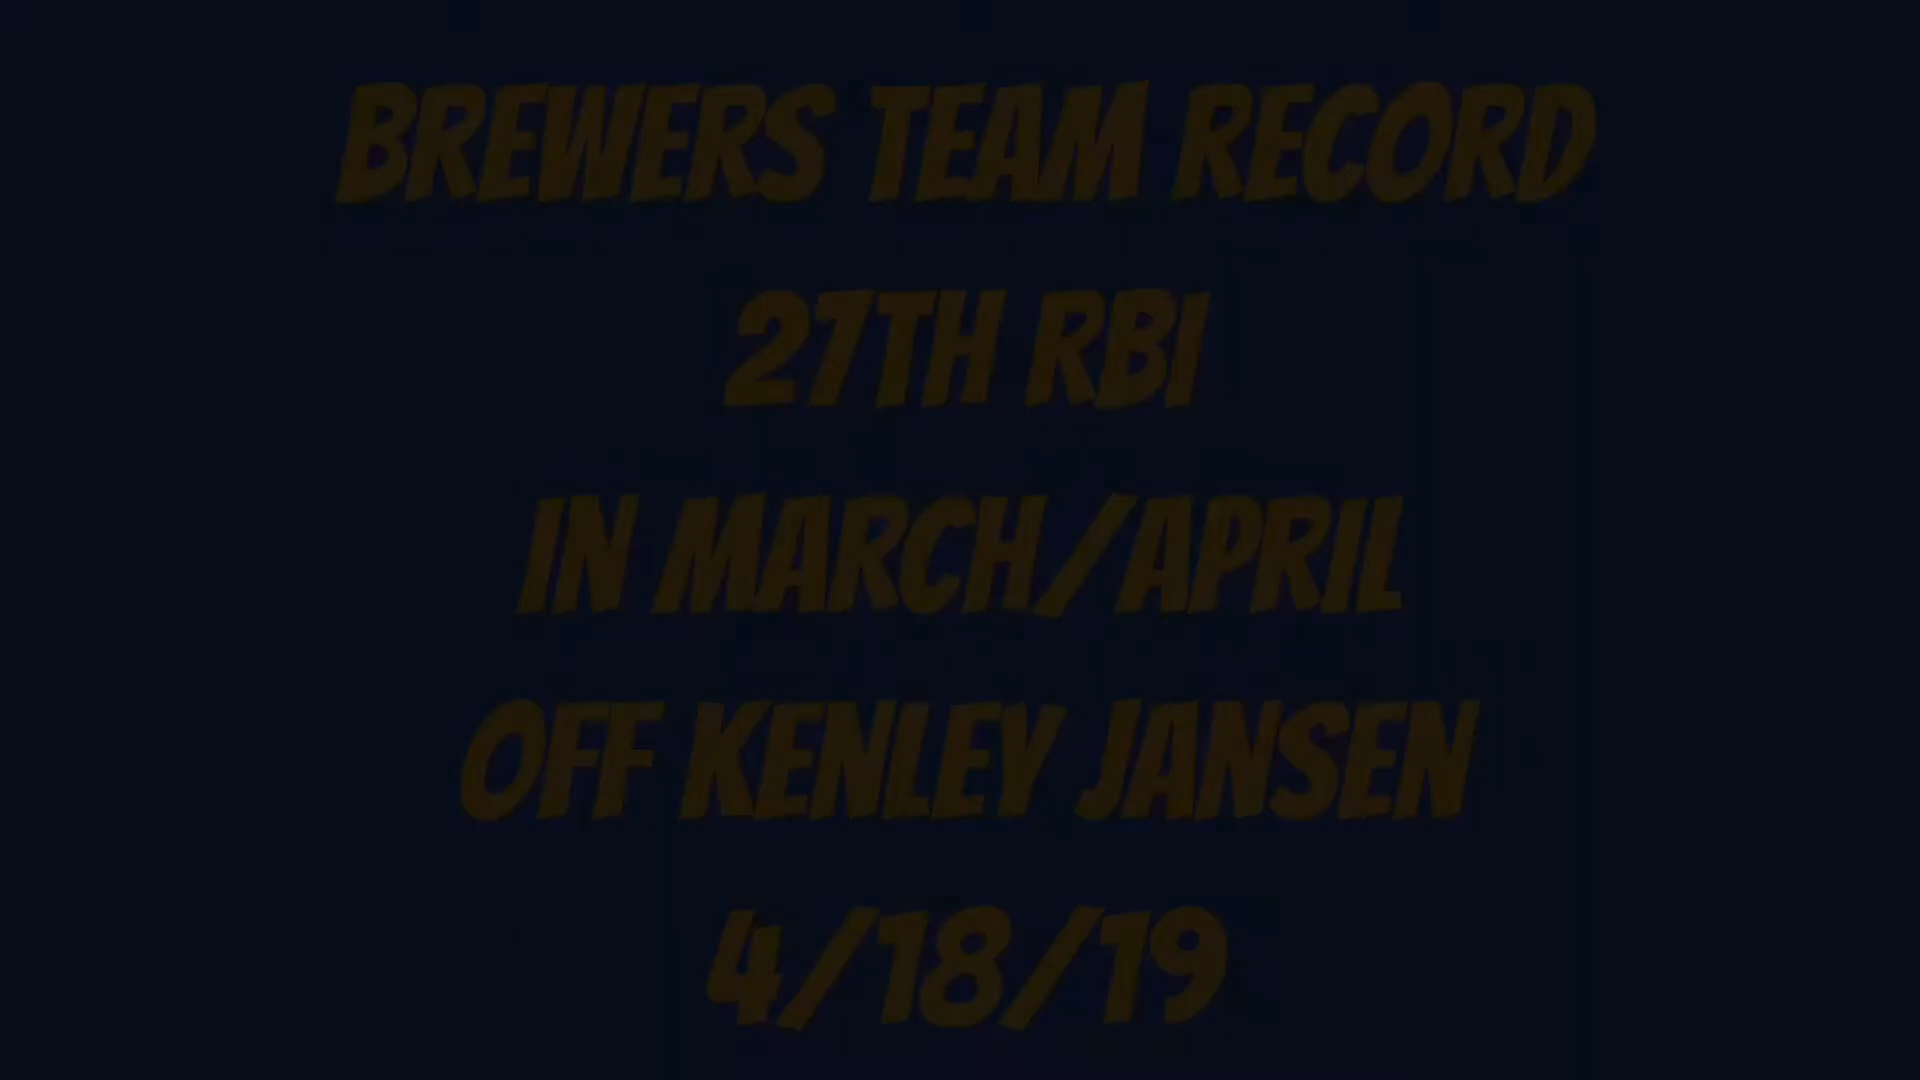 BREWERS TEAM RECORD
27TH RBI
IN MARCH/APRIL
OFF KENLEY JANSEN
4/18/19